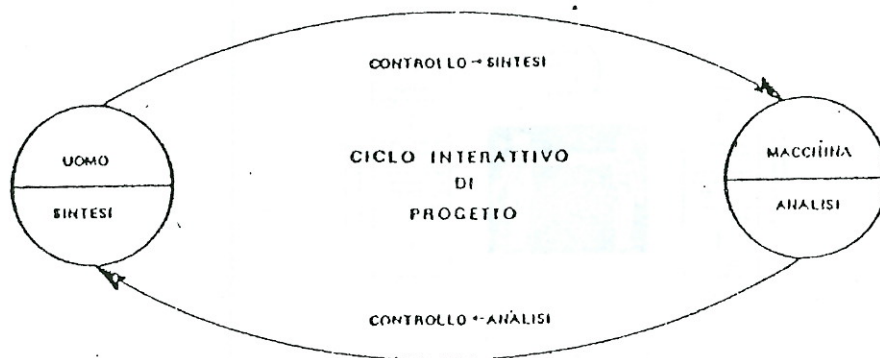 CONTROLLO → SINTESI
UOMO
SINTESI
CICLO INTERATTIVO
DI
PROGETTO
MACCHINA
ANALISI
CONTROLLO ← ANALISI